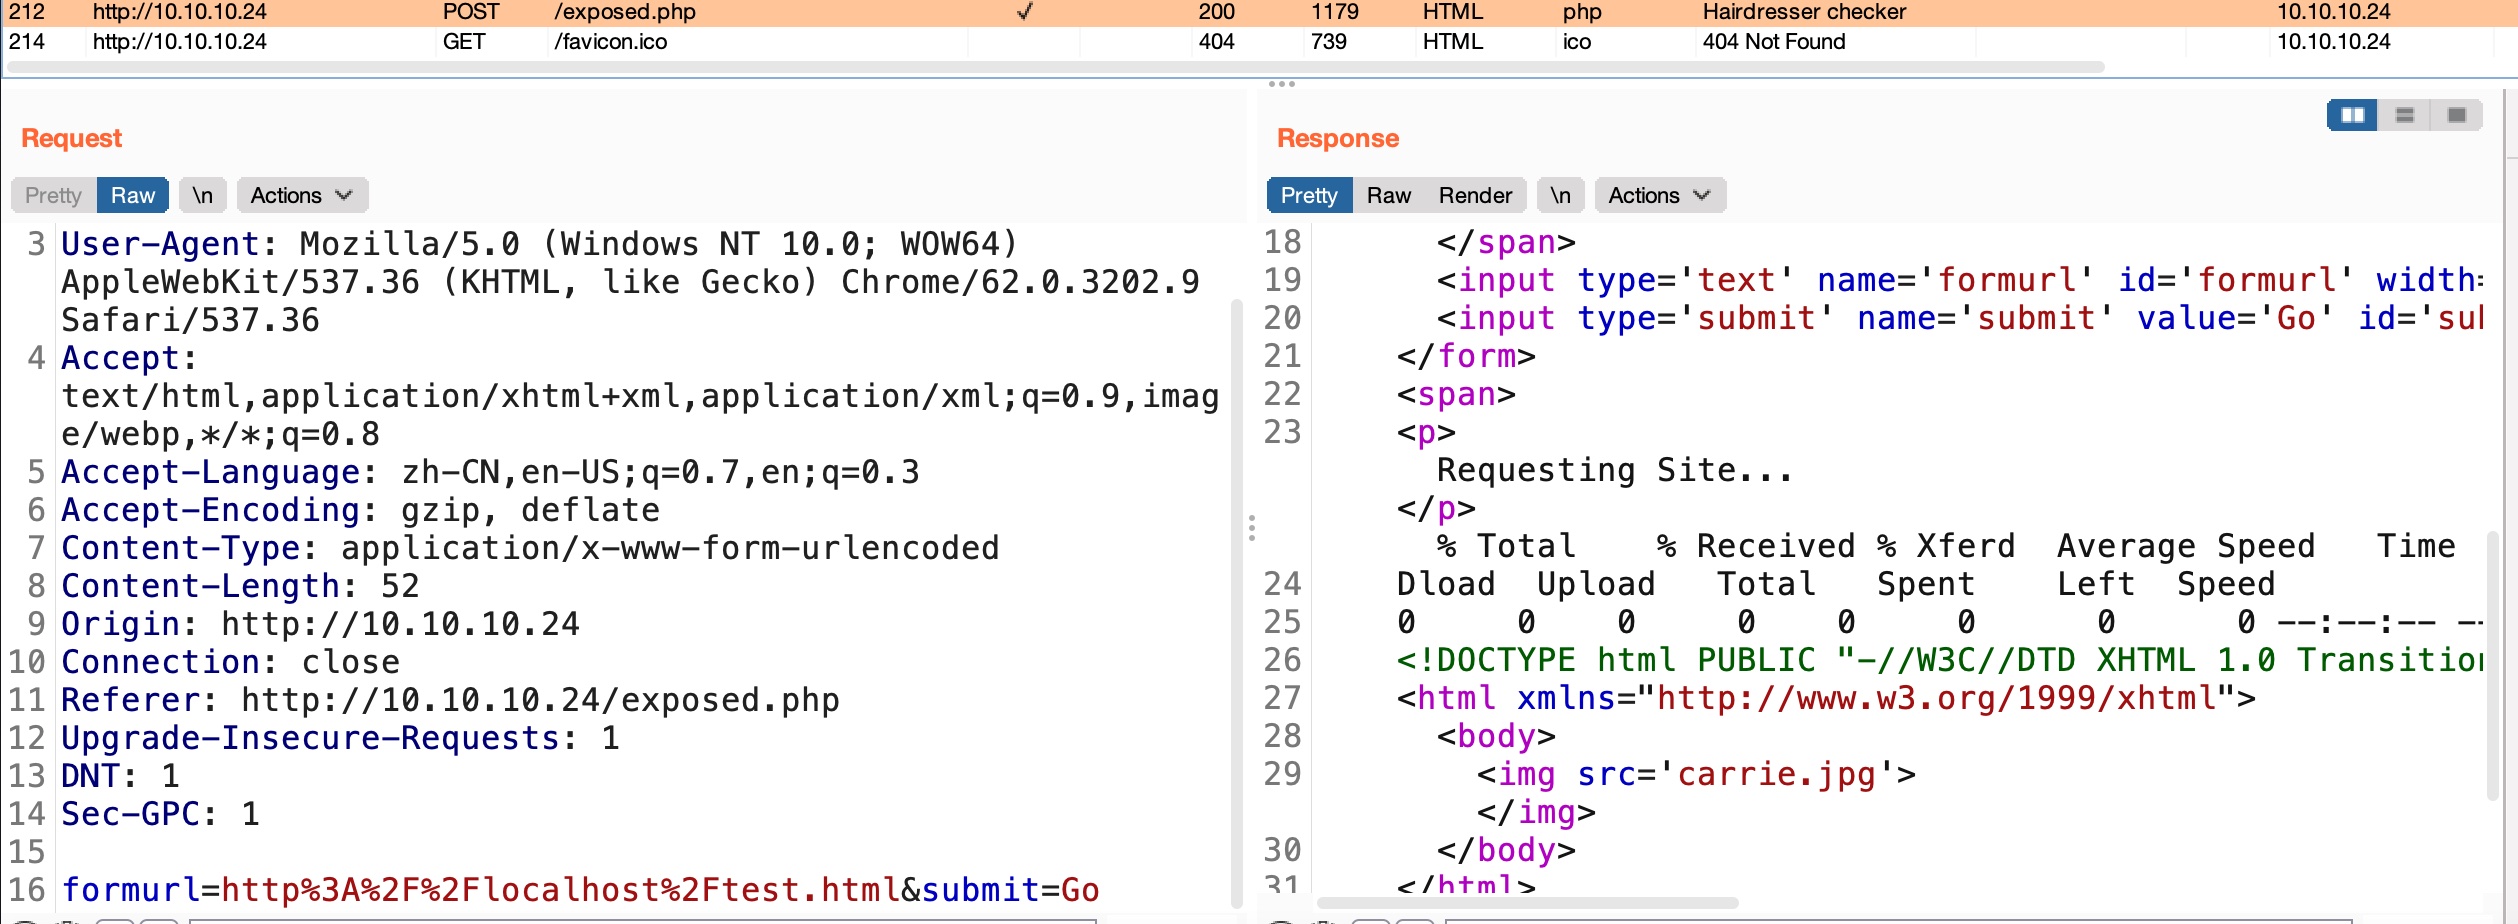 212 http://10.10.10.24 POST /exposed.php ✓ 200 1179 HTML php Hairdresser checker 10.10.10.24
214 http://10.10.10.24 GET /favicon.ico 404 739 HTML ico 404 Not Found 10.10.10.24
Request
Pretty Raw \n Actions
3 User-Agent: Mozilla/5.0 (Windows NT 10.0; WOW64)
AppleWebKit/537.36 (KHTML, like Gecko) Chrome/62.0.3202.9
Safari/537.36
4 Accept:
text/html,application/xhtml+xml,application/xml;q=0.9,imag
e/webp,*/*;q=0.8
5 Accept-Language: zh-CN,en-US;q=0.7,en;q=0.3
6 Accept-Encoding: gzip, deflate
7 Content-Type: application/x-www-form-urlencoded
8 Content-Length: 52
9 Origin: http://10.10.10.24
10 Connection: close
11 Referer: http://10.10.10.24/exposed.php
12 Upgrade-Insecure-Requests: 1
13 DNT: 1
14 Sec-GPC: 1
15
16 formurl=http%3A%2F%2Flocalhost%2Ftest.html&submit=Go
Response
Pretty Raw Render \n Actions
18 </span>
19 <input type='text' name='formurl' id='formurl' width=
20 <input type='submit' name='submit' value='Go' id='sub
21 </form>
22 <span>
23 <p>
Requesting Site...
</p>
% Total % Received % Xferd Average Speed Time
24 Dload Upload Total Spent Left Speed
25 0 0 0 0 0 0 0 0 --:--:-- --
26 <!DOCTYPE html PUBLIC "-//W3C//DTD XHTML 1.0 Transition
27 <html xmlns="http://www.w3.org/1999/xhtml">
28 <body>
29 <img src='carrie.jpg'>
</img>
30 </body>
31 </html>